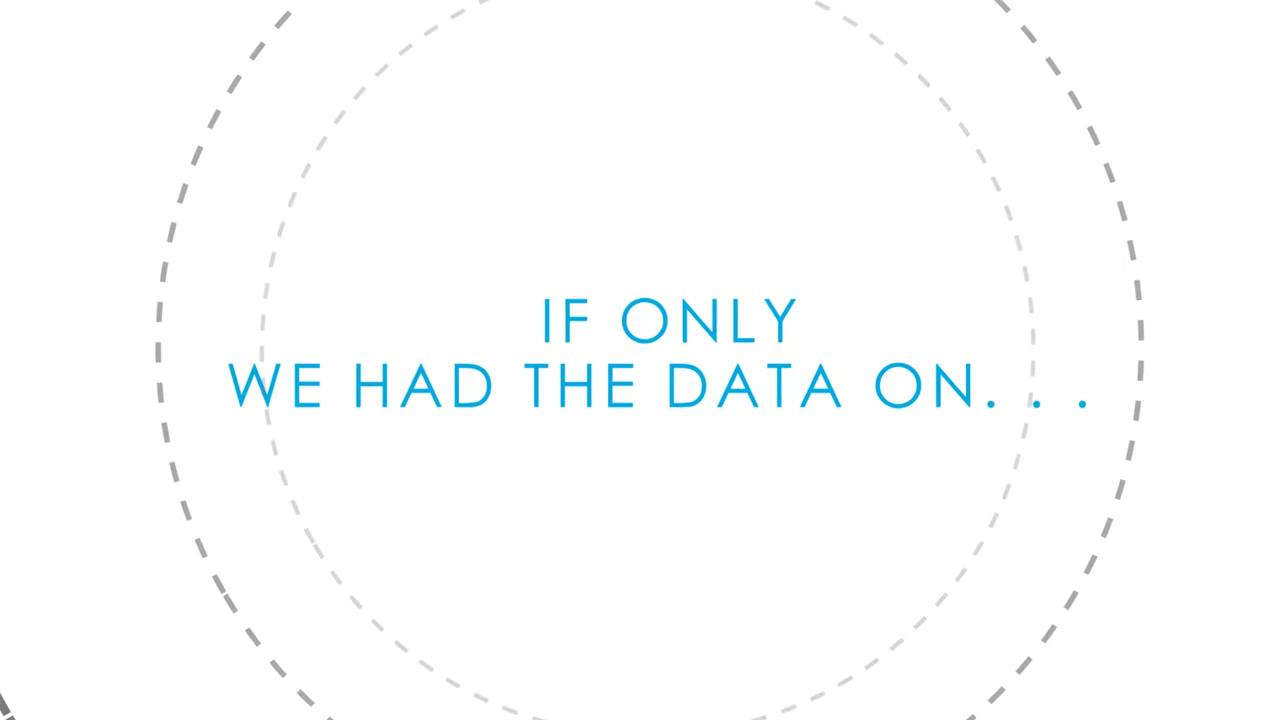 IF ONLY
WE HAD THE DATA ON. . .